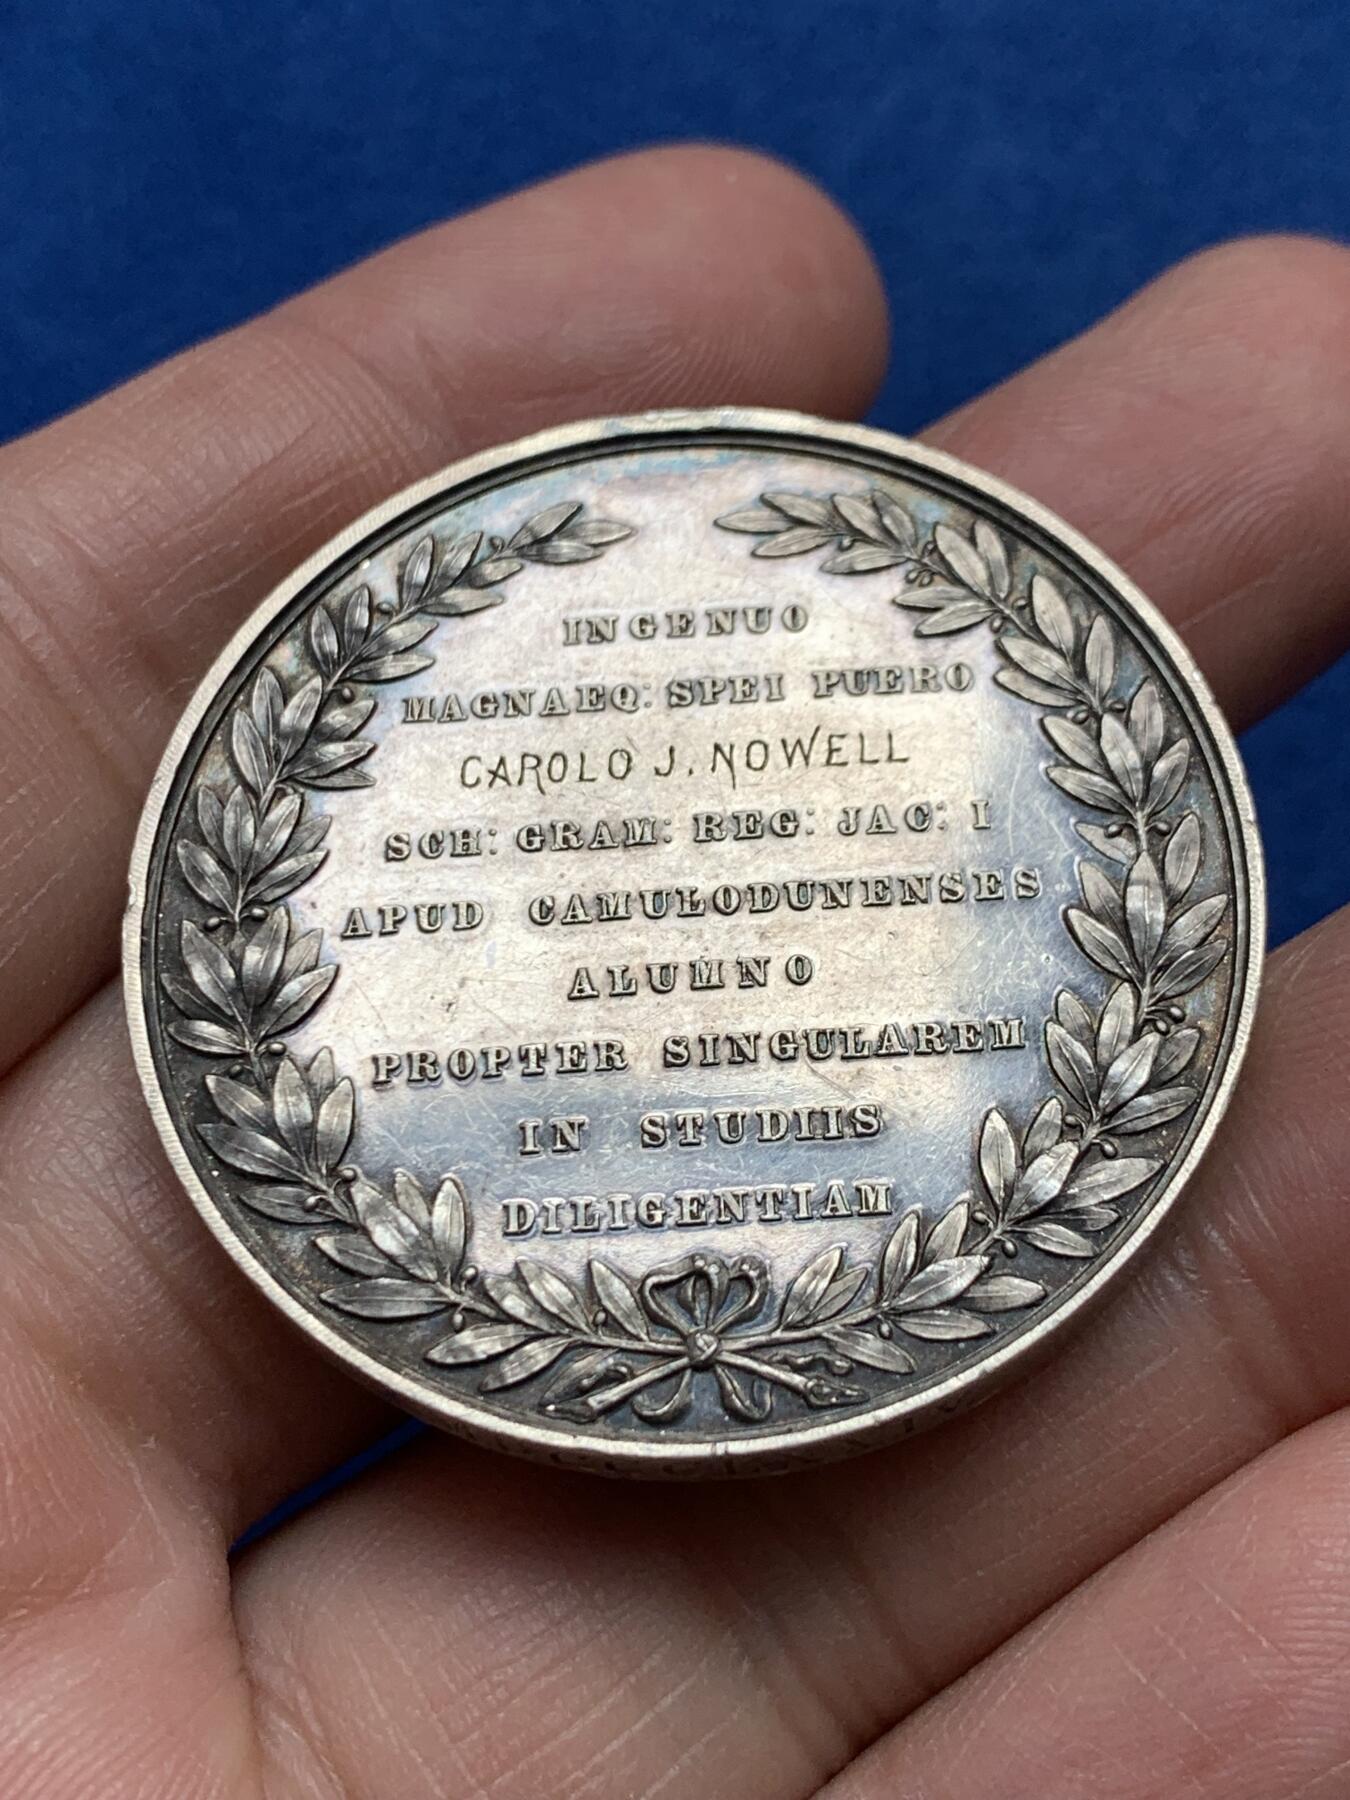 INGENUO
MAGNAEQ: SPEI PUERO
CAROLO J. NOWELL
SCH: GRAM: REG: JAC: I
APUD CAMULODUNENSES
ALUMNO
PROPTER SINGULAREM
IN STUDIIS
DILIGENTIAM